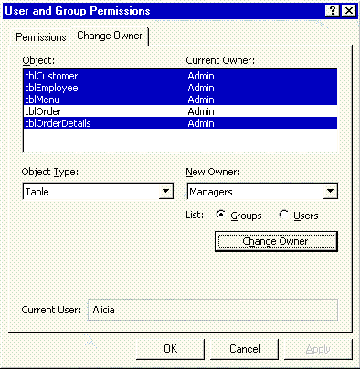 User and Group Permissions
Permissions Change Owner
Object: Current Owner:
tblCustomer Admin
tblEmployee Admin
tblMenu Admin
tblOrder Admin
tblOrderDetails Admin
Object Type: New Owner:
Table Managers
List: Groups Users
Change Owner
Current User: Alicia
OK Cancel Apply